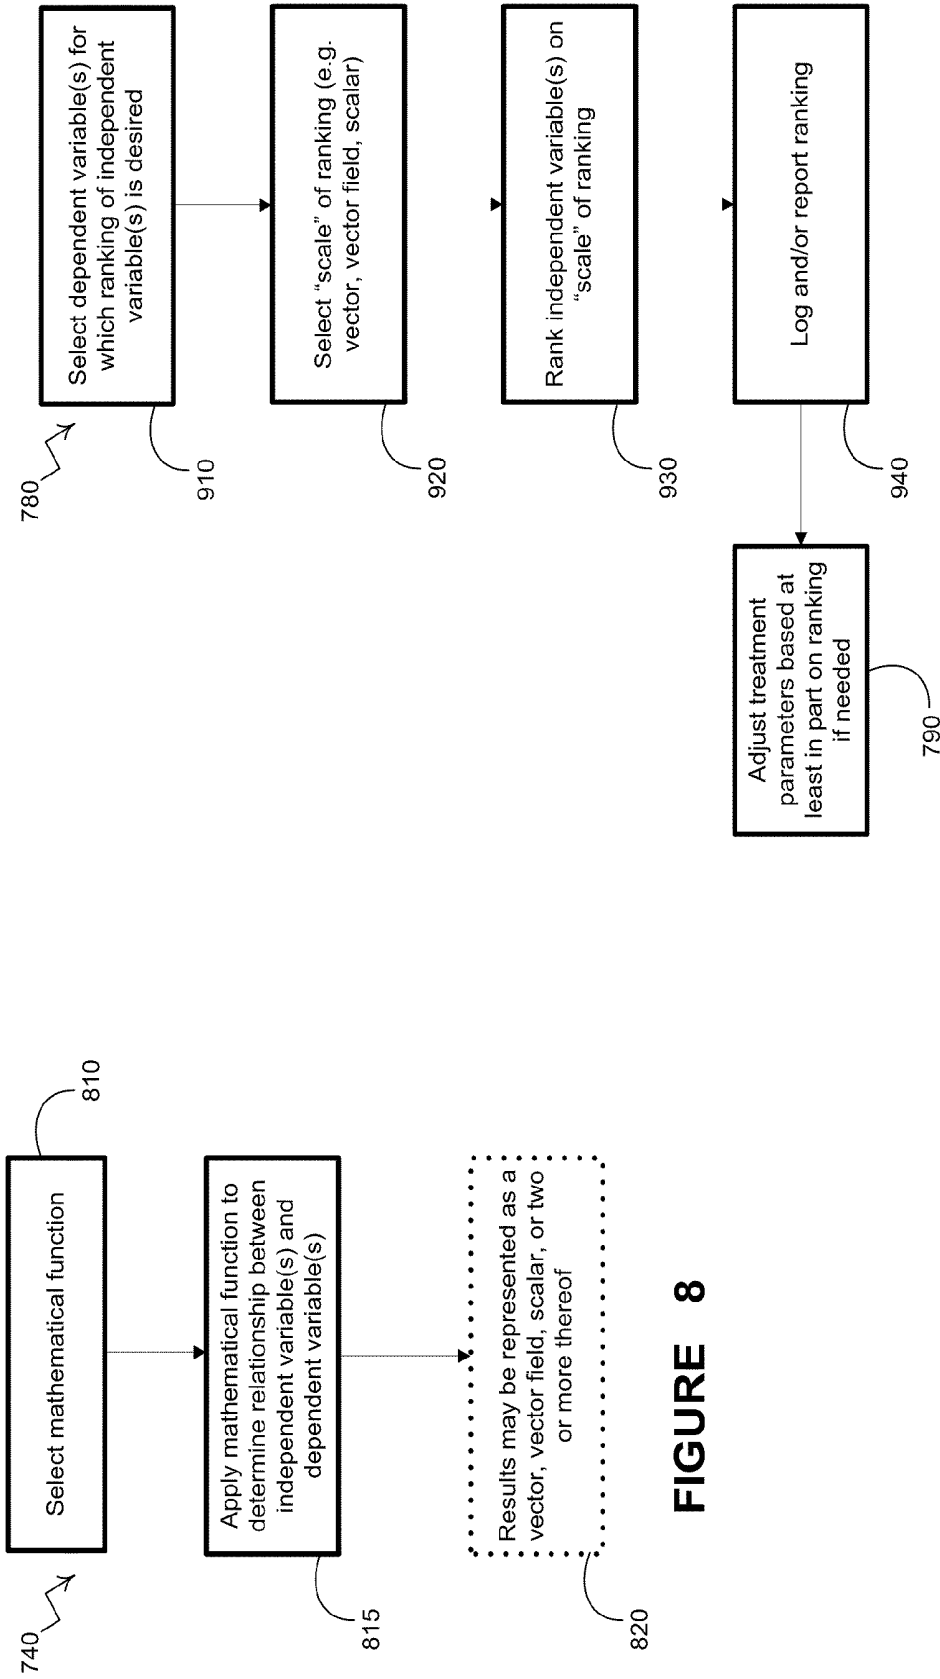 740
Select mathematical function
810
Apply mathematical function to
determine relationship between
independent variable(s) and
dependent variable(s)
815
Results may be represented as a
vector, vector field, scalar, or two
or more thereof
820
FIGURE 8
780
Select dependent variable(s) for
which ranking of independent
variable(s) is desired
910
Select “scale” of ranking (e.g.
vector, vector field, scalar)
920
Rank independent variable(s) on
“scale” of ranking
930
Log and/or report ranking
940
Adjust treatment
parameters based at
least in part on ranking
if needed
790